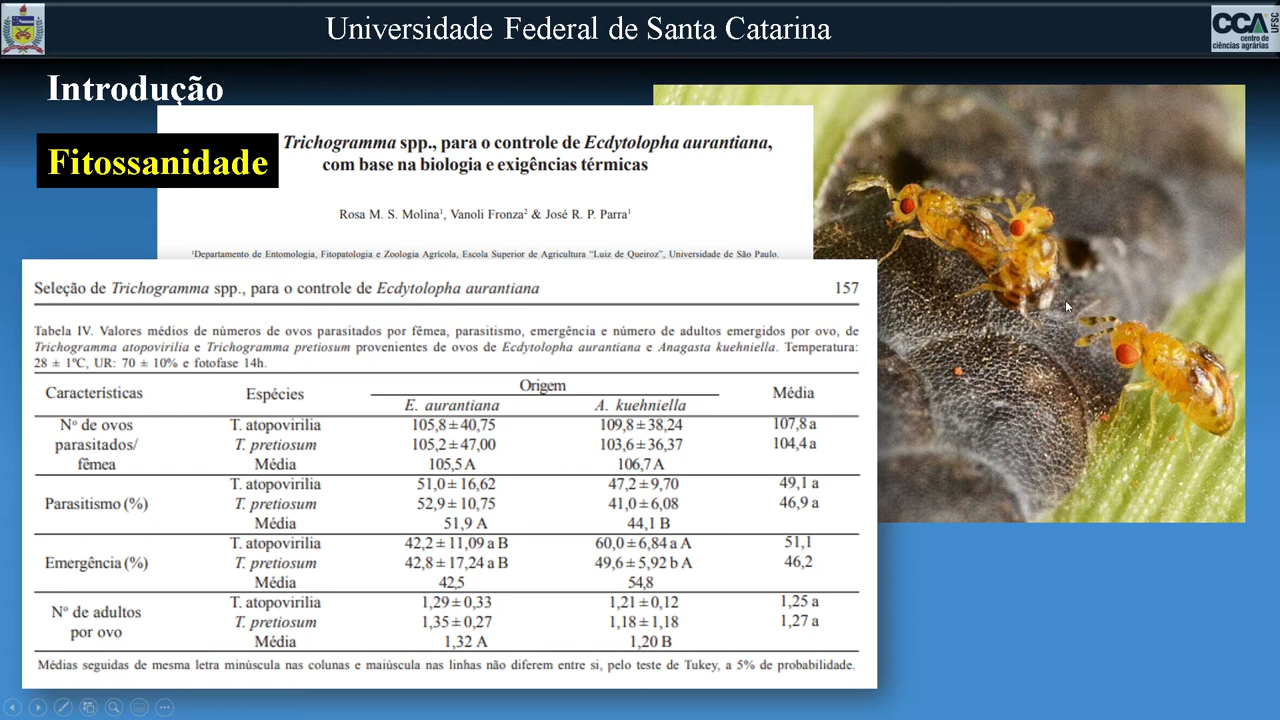 Universidade Federal de Santa Catarina
CCA
UFSC
centro de
ciências agrárias
Introdução
Fitossanidade
Trichogramma spp., para o controle de Ecdytolopha aurantiana,
com base na biologia e exigências térmicas
Rosa M. S. Molina¹, Vanoli Fronza² & José R. P. Parra¹
¹Departamento de Entomologia, Fitopatologia e Zoologia Agrícola, Escola Superior de Agricultura “Luiz de Queiroz”, Universidade de São Paulo.
Seleção de Trichogramma spp., para o controle de Ecdytolopha aurantiana 157
Tabela IV. Valores médios de números de ovos parasitados por fêmea, parasitismo, emergência e número de adultos emergidos por ovo, de
Trichogramma atopovirilia e Trichogramma pretiosum provenientes de ovos de Ecdytolopha aurantiana e Anagasta kuehniella. Temperatura:
28 ± 1ºC, UR: 70 ± 10% e fotofase 14h.
Características Espécies Origem Média
E. aurantiana A. kuehniella
Nº de ovos T. atopovirilia 105,8 ± 40,75 109,8 ± 38,24 107,8 a
parasitados/ T. pretiosum 105,2 ± 47,00 103,6 ± 36,37 104,4 a
fêmea Média 105,5 A 106,7 A
T. atopovirilia 51,0 ± 16,62 47,2 ± 9,70 49,1 a
Parasitismo (%) T. pretiosum 52,9 ± 10,75 41,0 ± 6,08 46,9 a
Média 51,9 A 44,1 B
T. atopovirilia 42,2 ± 11,09 a B 60,0 ± 6,84 a A 51,1
Emergência (%) T. pretiosum 42,8 ± 17,24 a B 49,6 ± 5,92 b A 46,2
Média 42,5 54,8
Nº de adultos T. atopovirilia 1,29 ± 0,33 1,21 ± 0,12 1,25 a
por ovo T. pretiosum 1,35 ± 0,27 1,18 ± 1,18 1,27 a
Média 1,32 A 1,20 B
Médias seguidas de mesma letra minúscula nas colunas e maiúscula nas linhas não diferem entre si, pelo teste de Tukey, a 5% de probabilidade.